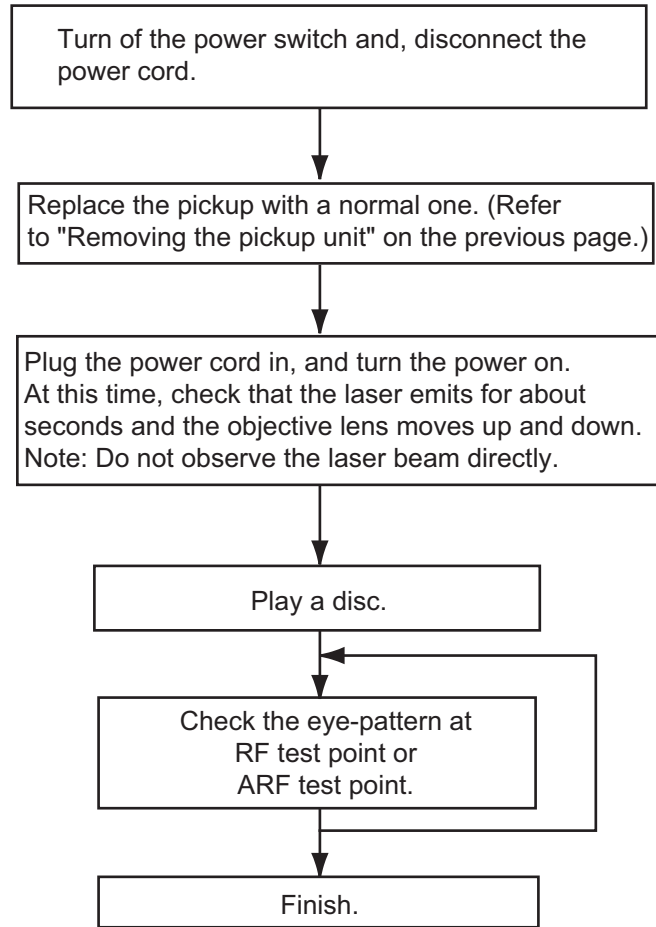 Turn of the power switch and, disconnect the
power cord.
Replace the pickup with a normal one. (Refer
to "Removing the pickup unit" on the previous page.)
Plug the power cord in, and turn the power on.
At this time, check that the laser emits for about
seconds and the objective lens moves up and down.
Note: Do not observe the laser beam directly.
Play a disc.
Check the eye-pattern at
RF test point or
ARF test point.
Finish.